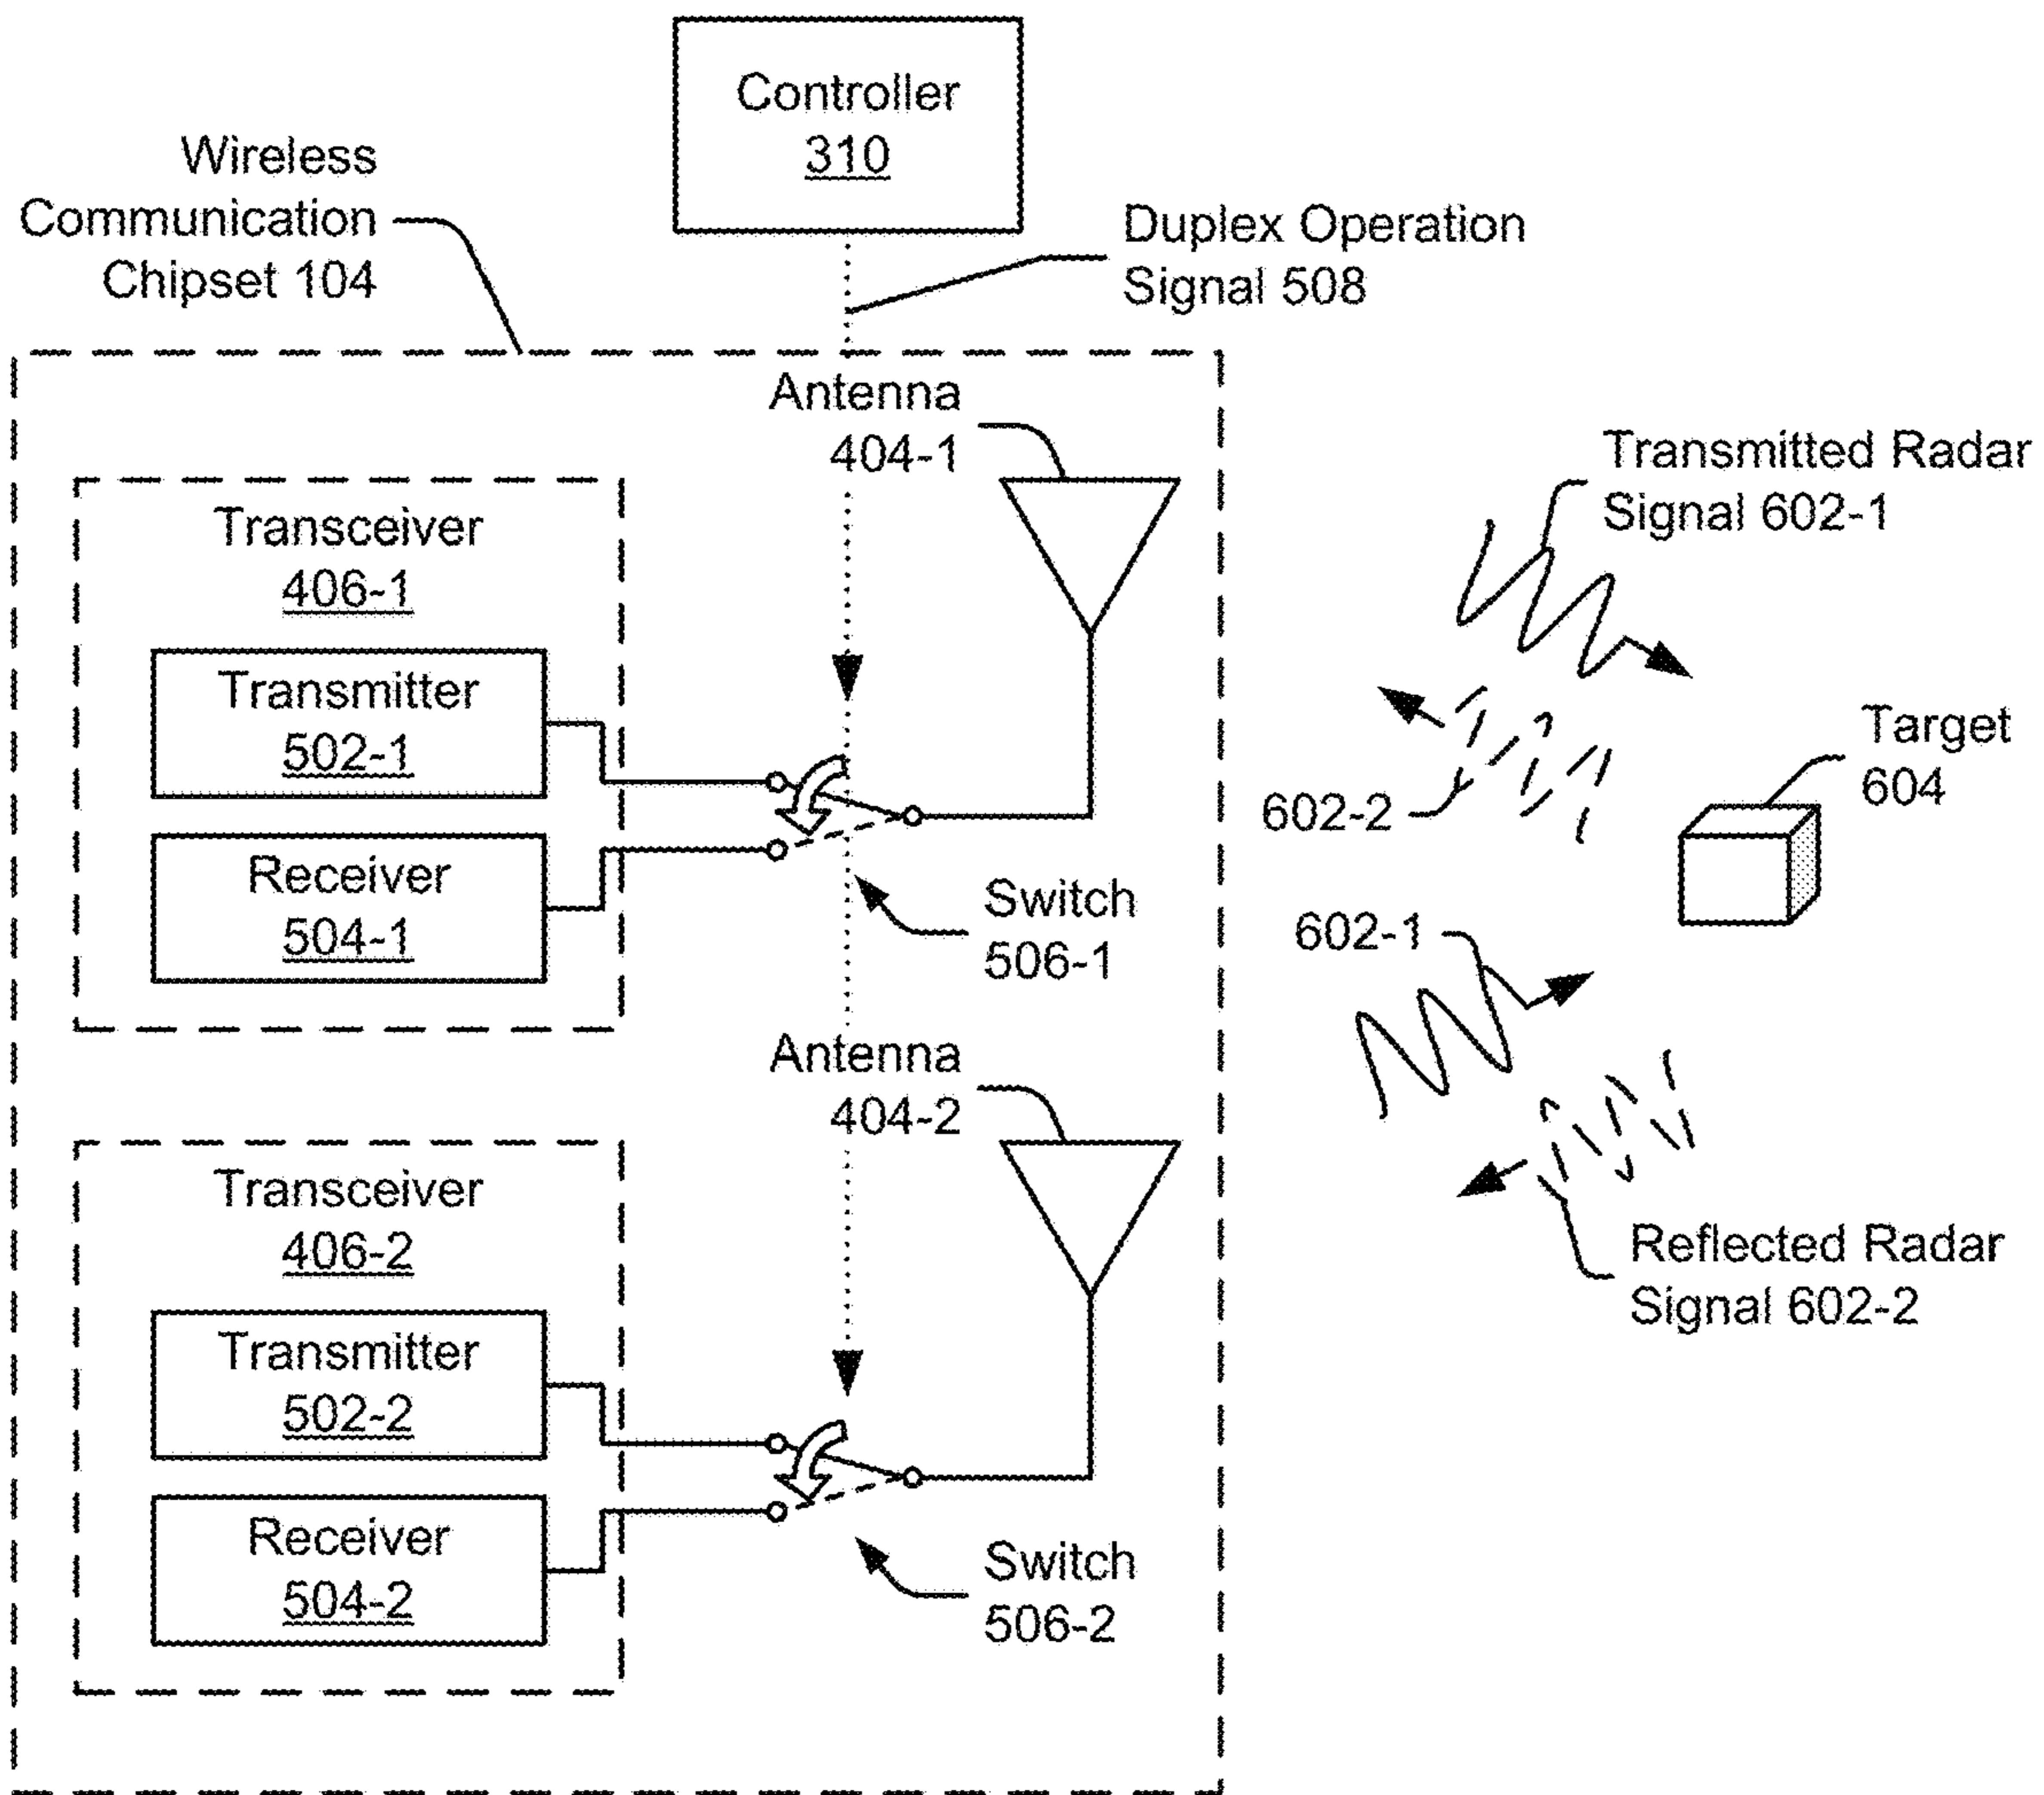 Controller
310
Wireless
Communication
Chipset 104
Duplex Operation
Signal 508
Antenna
404-1
Transmitted Radar
Signal 602-1
Transceiver
406-1
Transmitter
502-1
Target
604
602-2
Receiver
504-1
Switch
506-1
602-1
Antenna
404-2
Transceiver
406-2
Reflected Radar
Signal 602-2
Transmitter
502-2
Receiver
504-2
Switch
506-2